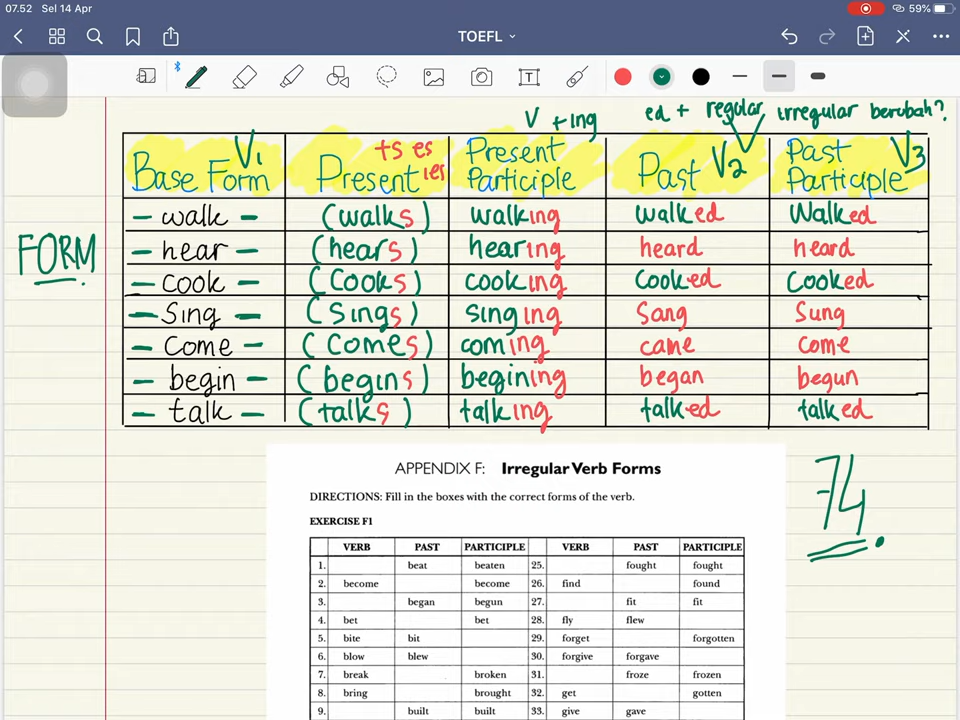 07.52 Sel 14 Apr 59%
TOEFL
V +ing ed + regular irregular berubah?
Base Form V1 Present +s es ies Present Participle Past V2 Past Participle V3
FORM
- walk - (walks) walking walked Walked
- hear - (hears) hearing heard heard
- cook - (Cooks) cooking Cooked Cooked
- Sing - (Sings) singing Sang Sung
- Come - (Comes) coming came come
- begin - (begins) begining began begun
- talk - (talks) talking talked talked
74.
APPENDIX F: Irregular Verb Forms
DIRECTIONS: Fill in the boxes with the correct forms of the verb.
EXERCISE F1
VERB PAST PARTICIPLE VERB PAST PARTICIPLE
1. beat beaten 25. fought fought
2. become become 26. find found
3. began begun 27. fit fit
4. bet bet 28. fly flew
5. bite bit 29. forget forgotten
6. blow blew 30. forgive forgave
7. break broken 31. froze frozen
8. bring brought 32. get gotten
9. built built 33. give gave